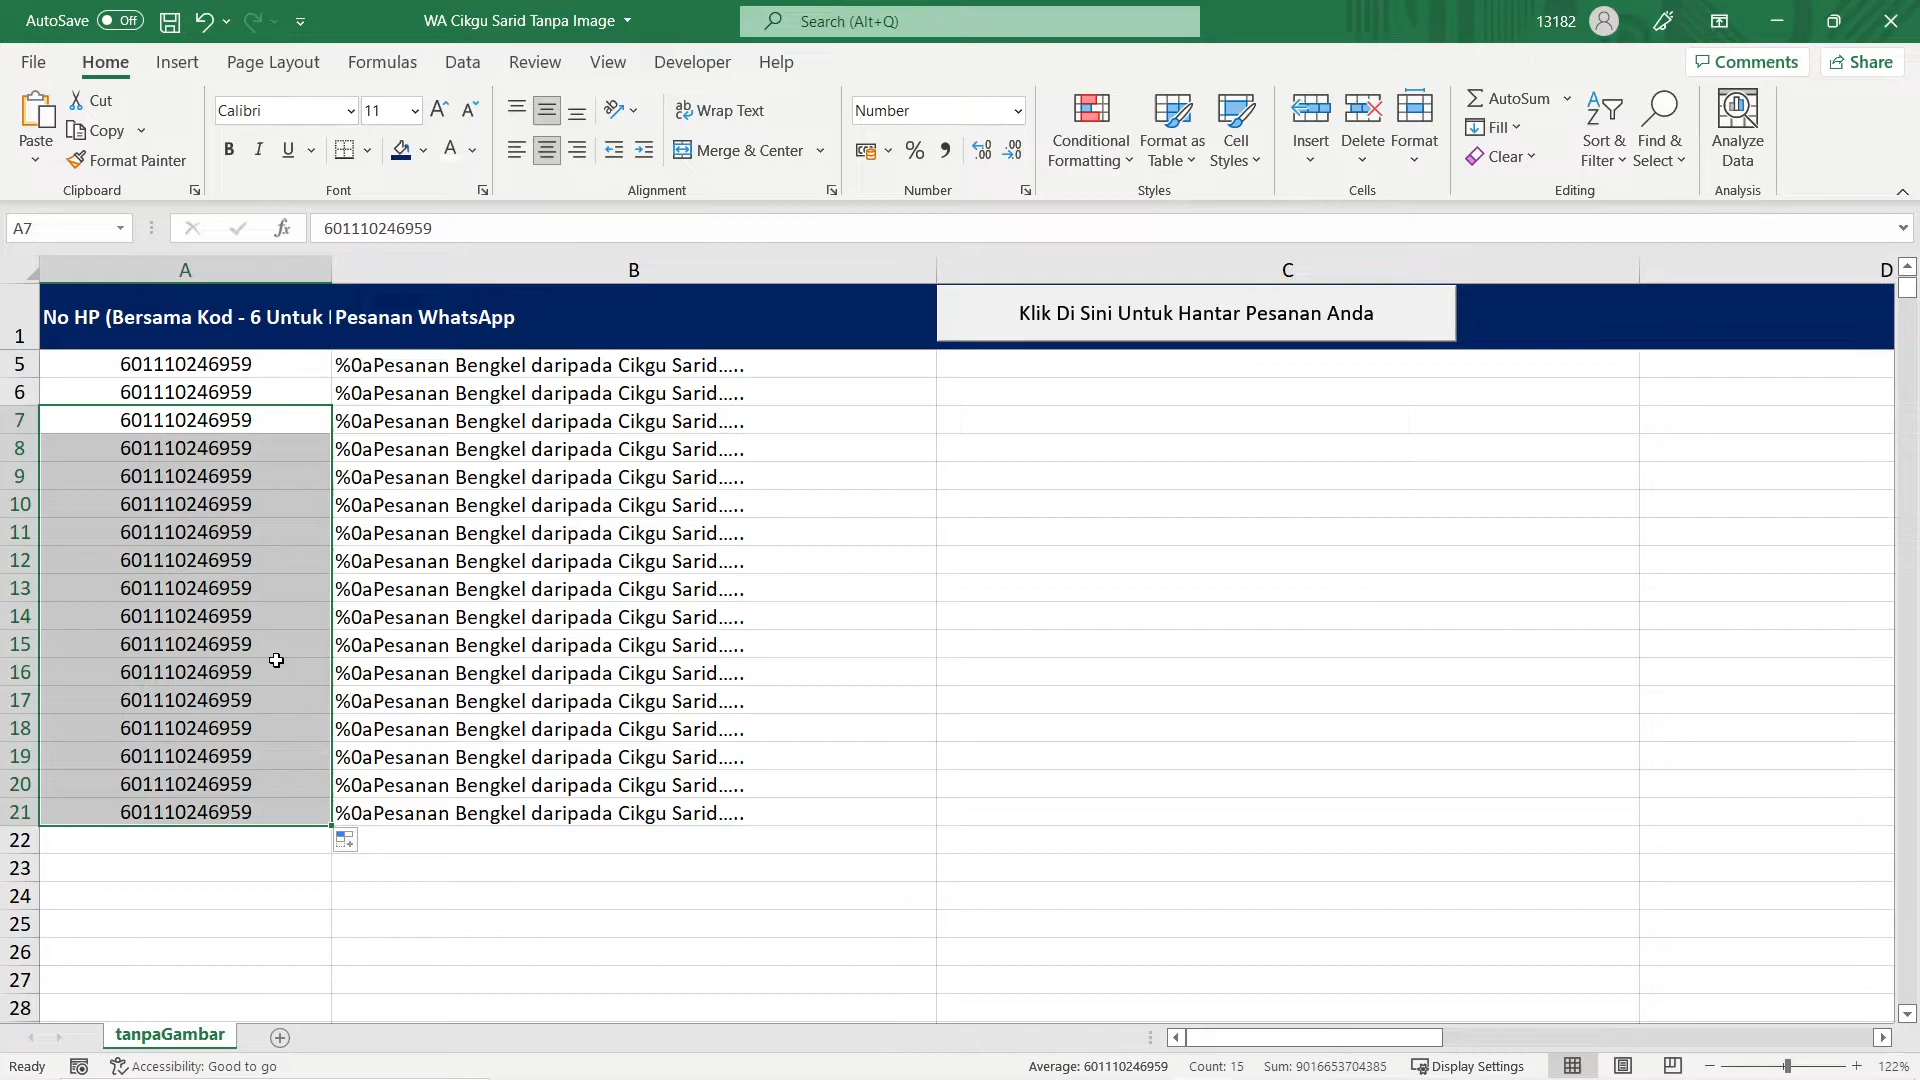 AutoSave Off WA Cikgu Sarid Tanpa Image Search (Alt+Q) 13182
File Home Insert Page Layout Formulas Data Review View Developer Help Comments Share
Paste
Cut
Copy
Format Painter
Clipboard
Calibri 11
Font
Wrap Text
Merge & Center
Alignment
Number
Number
Conditional Formatting
Format as Table
Cell Styles
Styles
Insert Delete Format
Cells
AutoSum
Fill
Clear
Sort & Filter
Find & Select
Editing
Analyze Data
Analysis
A7 fx 601110246959
A B C D
1 No HP (Bersama Kod - 6 Untuk Pesanan WhatsApp Klik Di Sini Untuk Hantar Pesanan Anda
5 601110246959 %0aPesanan Bengkel daripada Cikgu Sarid.....
6 601110246959 %0aPesanan Bengkel daripada Cikgu Sarid.....
7 601110246959 %0aPesanan Bengkel daripada Cikgu Sarid.....
8 601110246959 %0aPesanan Bengkel daripada Cikgu Sarid.....
9 601110246959 %0aPesanan Bengkel daripada Cikgu Sarid.....
10 601110246959 %0aPesanan Bengkel daripada Cikgu Sarid.....
11 601110246959 %0aPesanan Bengkel daripada Cikgu Sarid.....
12 601110246959 %0aPesanan Bengkel daripada Cikgu Sarid.....
13 601110246959 %0aPesanan Bengkel daripada Cikgu Sarid.....
14 601110246959 %0aPesanan Bengkel daripada Cikgu Sarid.....
15 601110246959 %0aPesanan Bengkel daripada Cikgu Sarid.....
16 601110246959 %0aPesanan Bengkel daripada Cikgu Sarid.....
17 601110246959 %0aPesanan Bengkel daripada Cikgu Sarid.....
18 601110246959 %0aPesanan Bengkel daripada Cikgu Sarid.....
19 601110246959 %0aPesanan Bengkel daripada Cikgu Sarid.....
20 601110246959 %0aPesanan Bengkel daripada Cikgu Sarid.....
21 601110246959 %0aPesanan Bengkel daripada Cikgu Sarid.....
22
23
24
25
26
27
28
tanpaGambar
Ready Accessibility: Good to go Average: 601110246959 Count: 15 Sum: 9016653704385 Display Settings 122%